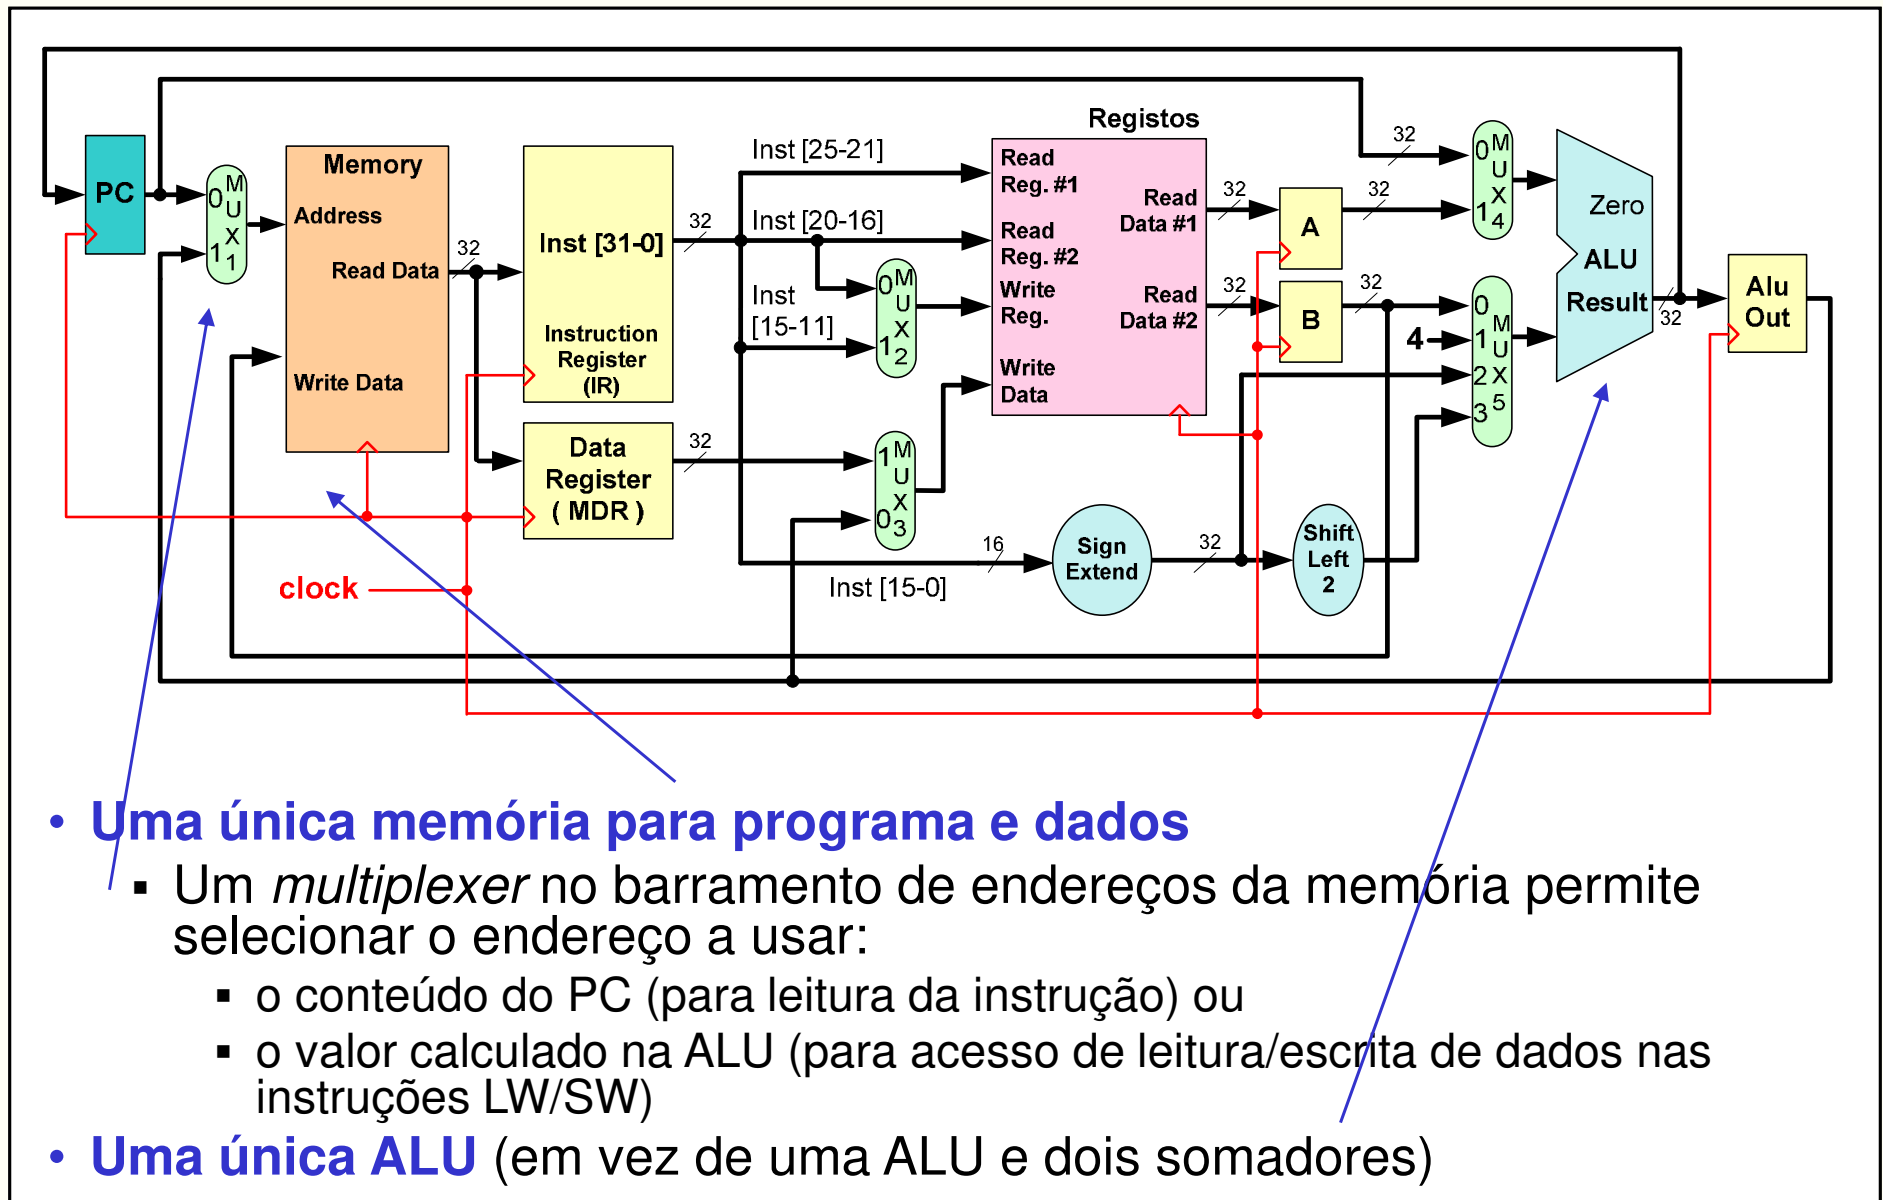 Registos
PC
0
1
MUX1
Memory
Address
Read Data
Write Data
32
Inst [31-0]
Instruction
Register
(IR)
32
Data
Register
( MDR )
32
Inst [25-21]
Inst [20-16]
Inst
[15-11]
0
1
MUX2
1
0
MUX3
Read
Reg. #1
Read
Reg. #2
Write
Reg.
Write
Data
Read
Data #1
Read
Data #2
32
32
A
B
32
32
32
0
1
MUX4
4
0
1
2
3
MUX5
Zero
ALU
Result
32
Alu
Out
16
Inst [15-0]
Sign
Extend
32
Shift
Left
2
clock
• Uma única memória para programa e dados
▪ Um multiplexer no barramento de endereços da memória permite
selecionar o endereço a usar:
▪ o conteúdo do PC (para leitura da instrução) ou
▪ o valor calculado na ALU (para acesso de leitura/escrita de dados nas
instruções LW/SW)
• Uma única ALU (em vez de uma ALU e dois somadores)